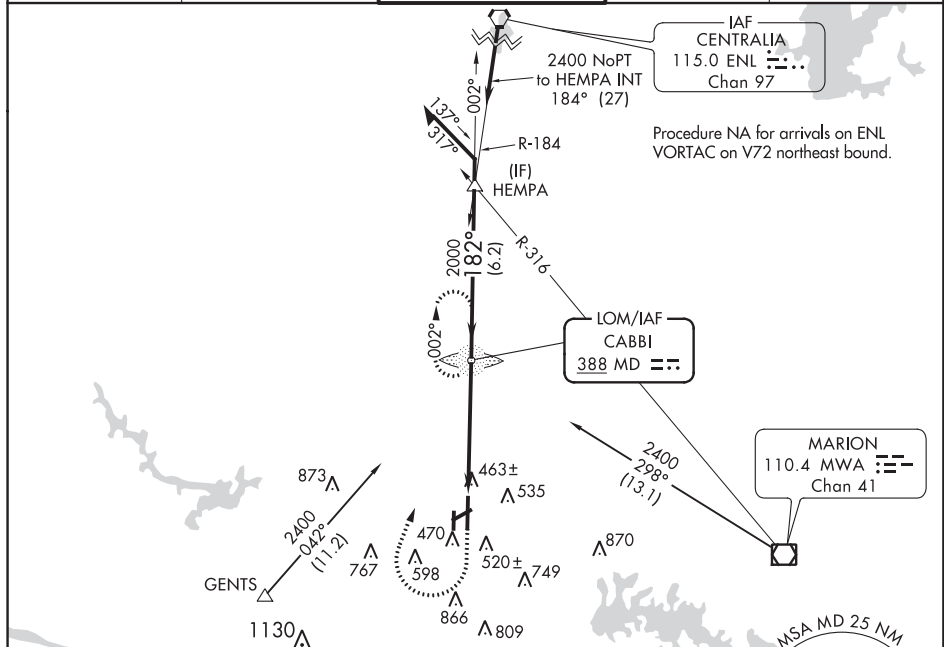 IAF
CENTRALIA
115.0 ENL
Chan 97
2400 NoPT
to HEMPA INT
184° (27)
Procedure NA for arrivals on ENL
VORTAC on V72 northeast bound.
002°
137°
317°
R-184
(IF)
HEMPA
R-316
2000
182°
(6.2)
002°
LOM/IAF
CABBI
388 MD
2400
298°
(13.1)
MARION
110.4 MWA
Chan 41
873
463±
535
2400
042°
(11.2)
470
767
598
520±
749
870
GENTS
866
809
1130
MSA MD 25 NM